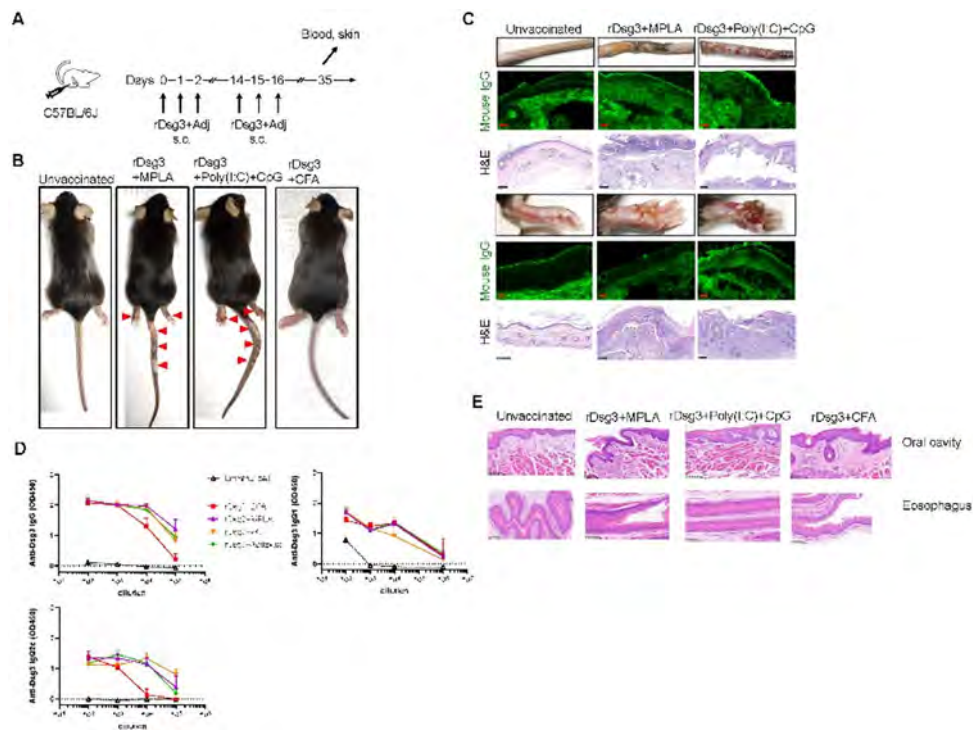 A
Blood, skin
Days 0 1 2 14 15 16 35
C57BL/6J
rDsg3+Adj rDsg3+Adj
s.c. s.c.
B
Unvaccinated
rDsg3
+MPLA
rDsg3
+Poly(I:C)+CpG
rDsg3
+CFA
C
Unvaccinated rDsg3+MPLA rDsg3+Poly(I:C)+CpG
Mouse IgG
H&E
Mouse IgG
H&E
D
Anti-Dsg3 IgG (OD450)
dilution
Anti-Dsg3 IgG1 (OD450)
dilution
Anti-Dsg3 IgG2c (OD450)
dilution
E
Unvaccinated rDsg3+MPLA rDsg3+Poly(I:C)+CpG rDsg3+CFA
Oral cavity
Eosophagus